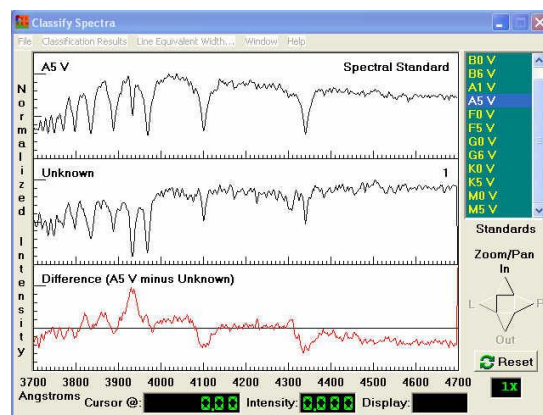 Classify Spectra
File Classification Results Line Equivalent Width... Window Help
Normalized Intensity
A5 V Spectral Standard
Unknown 1
Difference (A5 V minus Unknown)
3700 3800 3900 4000 4100 4200 4300 4400 4500 4600 4700
Angstroms Cursor @: 0,00 Intensity: 0,000 Display:
B0 V
B6 V
A1 V
A5 V
F0 V
F5 V
G0 V
G6 V
K0 V
K5 V
M0 V
M5 V
Standards
Zoom/Pan
In
L
Out
Reset
1x